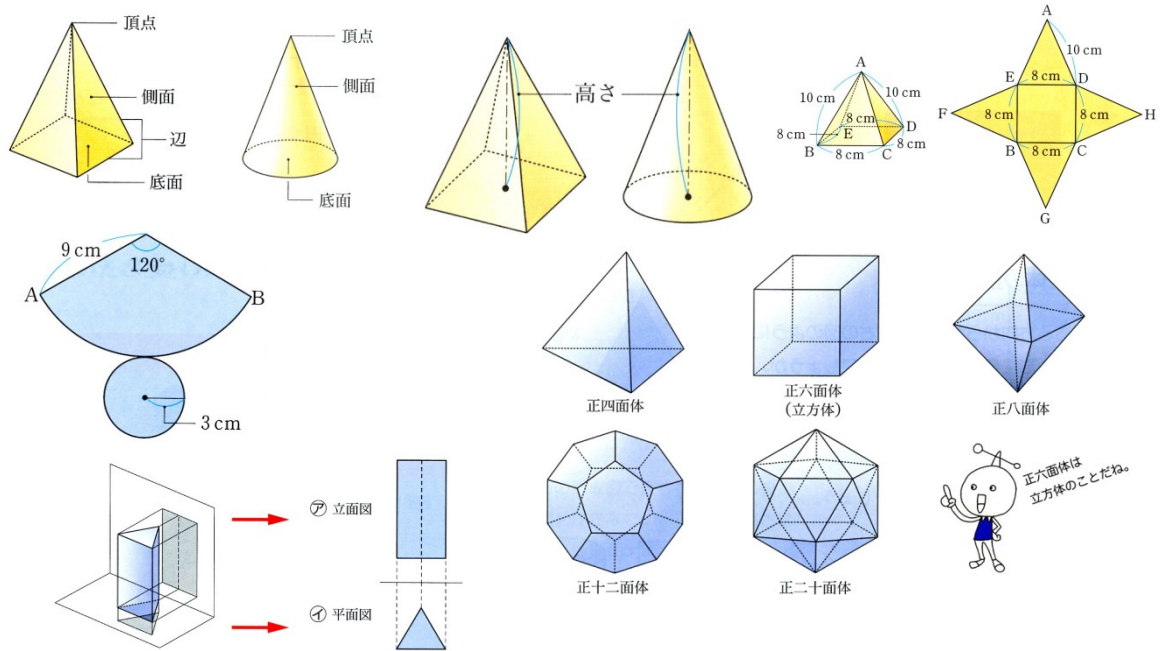 頂点
側面
辺
底面
頂点
側面
底面
高さ
A
10 cm
10 cm
8 cm
D
8 cm
E
8 cm
B
8 cm
C
A
10 cm
E
8 cm
D
F
8 cm
8 cm
H
B
8 cm
C
G
9 cm
120°
A
B
3 cm
正四面体
正六面体
(立方体)
正八面体
正十二面体
正二十面体
正六面体は
立方体のことだね。
㋐ 立面図
㋑ 平面図